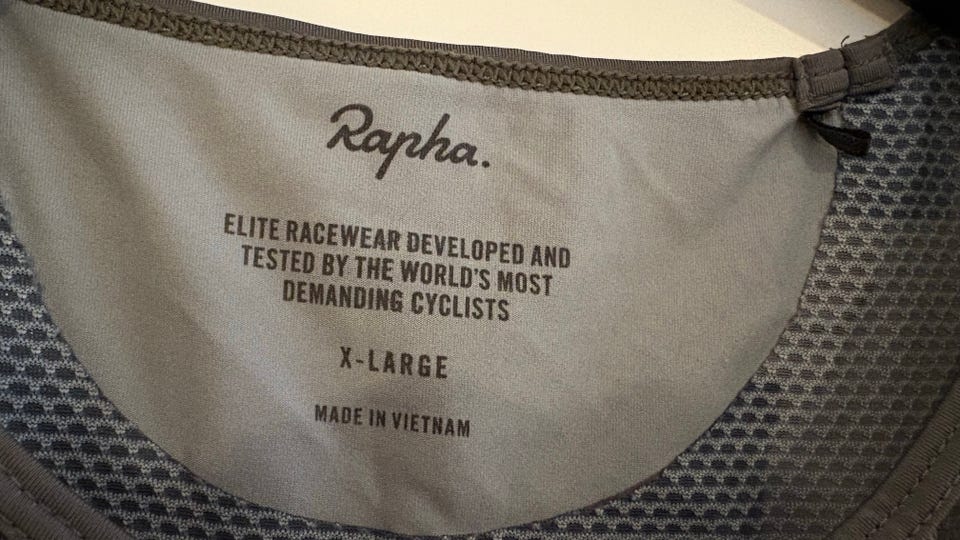 Rapha.
ELITE RACEWEAR DEVELOPED AND
TESTED BY THE WORLD'S MOST
DEMANDING CYCLISTS
X-LARGE
MADE IN VIETNAM